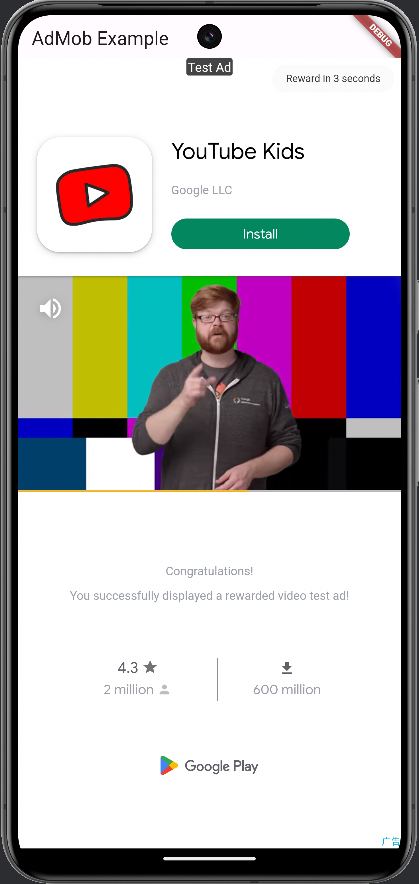 AdMob Example
DEBUG
Test Ad
Reward in 3 seconds
YouTube Kids
Google LLC
Install
Congratulations!
You successfully displayed a rewarded video test ad!
4.3
2 million
600 million
Google Play
广告